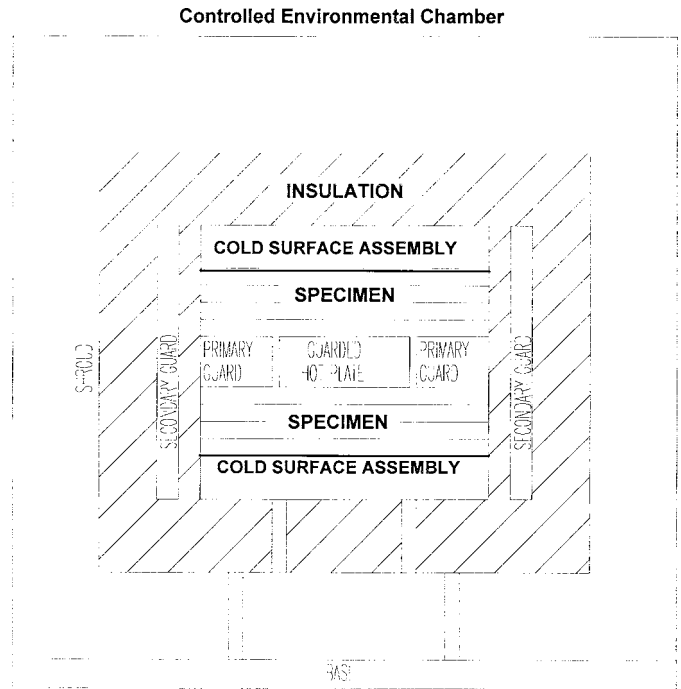 Controlled Environmental Chamber
INSULATION
COLD SURFACE ASSEMBLY
SPECIMEN
SHROUD
SECONDARY GUARD
PRIMARY GUARD
GUARDED HOT PLATE
PRIMARY GUARD
SECONDARY GUARD
SPECIMEN
COLD SURFACE ASSEMBLY
BASE